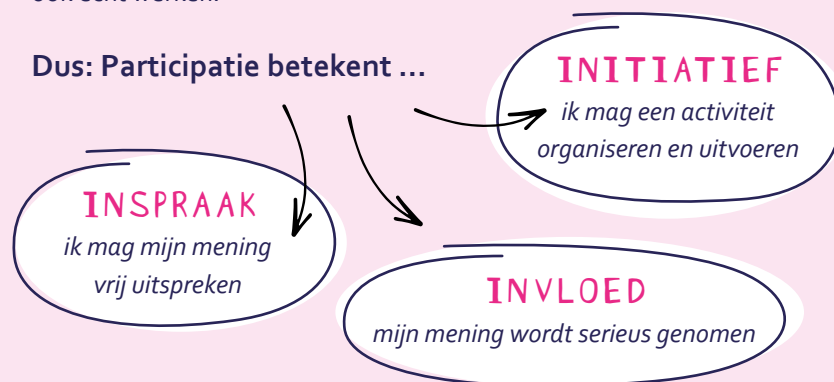 Dus: Participatie betekent ...
INITIATIEF
ik mag een activiteit
organiseren en uitvoeren
INSPRAAK
ik mag mijn mening
vrij uitspreken
INVLOED
mijn mening wordt serieus genomen